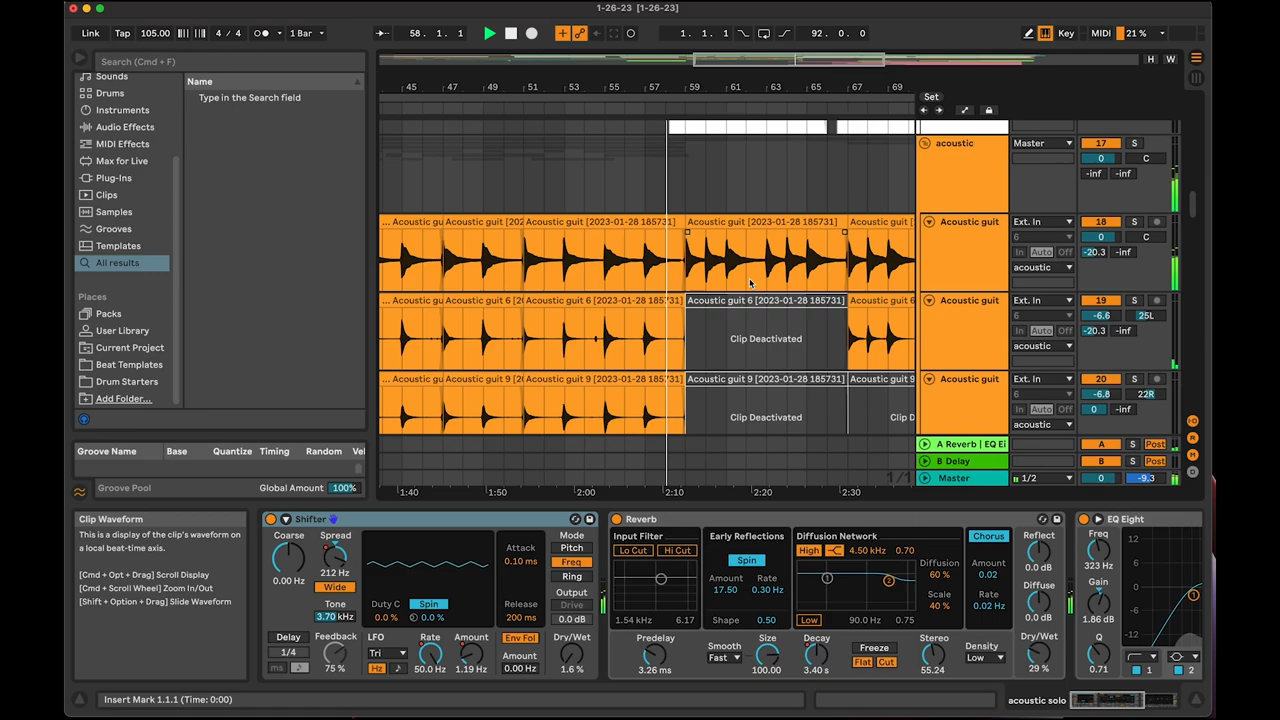 1-26-23 [1-26-23]
Link Tap 105.00 4 / 4 1 Bar 58. 1. 1 1. 1. 1 92. 0. 0 Key MIDI 21 %
Search (Cmd + F)
H W
Sounds
Drums
Instruments
Audio Effects
MIDI Effects
Max for Live
Plug-Ins
Clips
Samples
Grooves
Templates
All results
Places
Packs
User Library
Current Project
Beat Templates
Drum Starters
Add Folder...
Name
Type in the Search field
45 47 49 51 53 55 57 59 61 63 65 67 69
Set
acoustic Master 17 S
0 C
-inf -inf
... Acoustic gu Acoustic guit [202 Acoustic guit [2023-01-28 185731] Acoustic guit [2023-01-28 185731] Acoustic guit [
Acoustic guit Ext. In 18 S
6 0 C
In Auto Off -20.3 -inf
acoustic
... Acoustic gui Acoustic guit 6 [20 Acoustic guit 6 [2023-01-28 185731] Acoustic guit 6 [2023-01-28 185731] Acoustic guit 6
Acoustic guit Ext. In 19 S
6 -6.6 25L
In Auto Off -20.3 -inf
Clip Deactivated
acoustic
... Acoustic gui Acoustic guit 9 [20 Acoustic guit 9 [2023-01-28 185731] Acoustic guit 9 [2023-01-28 185731] Acoustic guit 9
Acoustic guit Ext. In 20 S
6 -6.8 22R
In Auto Off 0 -inf
Clip Deactivated Clip D
acoustic
A Reverb | EQ Ei A S Post
B Delay B S Post
1/1 Master 1/2 0 -9.3
1:40 1:50 2:00 2:10 2:20 2:30
Groove Name Base Quantize Timing Random Vel
Groove Pool Global Amount 100%
Clip Waveform
This is a display of the clip's waveform on
a local beat-time axis.
[Cmd + Opt + Drag] Scroll Display
[Cmd + Scroll Wheel] Zoom In/Out
[Shift + Option + Drag] Slide Waveform
Shifter
Coarse Spread
0.00 Hz 212 Hz
Wide
Tone
3.70 kHz
Delay Feedback
1/4
75 %
Duty C Spin
0.0 % 0.0 %
LFO Rate Amount
Tri
Hz 50.0 Hz 1.19 Hz
Attack
0.10 ms
Release
200 ms
Env Fol
Amount
0.00 Hz
Mode
Pitch
Freq
Ring
Output
Drive
0.0 dB
Dry/Wet
1.6 %
Reverb
Input Filter
Lo Cut Hi Cut
1.54 kHz 6.17
Predelay
3.26 ms
Early Reflections
Spin
Amount Rate
17.50 0.30 Hz
Shape 0.50
Smooth Size
Fast 100.00
Diffusion Network
High 4.50 kHz 0.70
1 2
Low 90.0 Hz 0.75
Diffusion
60 %
Scale
40 %
Decay
3.40 s
Freeze
Flat Cut
Stereo
55.24
Chorus
Amount
0.02
Rate
0.02 Hz
Density
Low
Reflect
0.0 dB
Diffuse
0.0 dB
Dry/Wet
29 %
EQ Eight
Freq
323 Hz
Gain
1.86 dB
Q
0.71
12
6
0
-6
-12
1
1 2
Insert Mark 1.1.1 (Time: 0:00)
acoustic solo